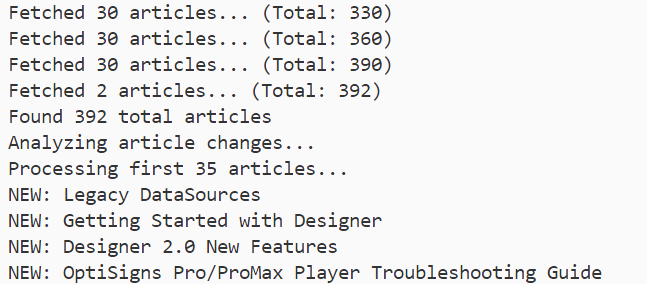 Fetched 30 articles... (Total: 330)
Fetched 30 articles... (Total: 360)
Fetched 30 articles... (Total: 390)
Fetched 2 articles... (Total: 392)
Found 392 total articles
Analyzing article changes...
Processing first 35 articles...
NEW: Legacy DataSources
NEW: Getting Started with Designer
NEW: Designer 2.0 New Features
NEW: OptiSigns Pro/ProMax Player Troubleshooting Guide